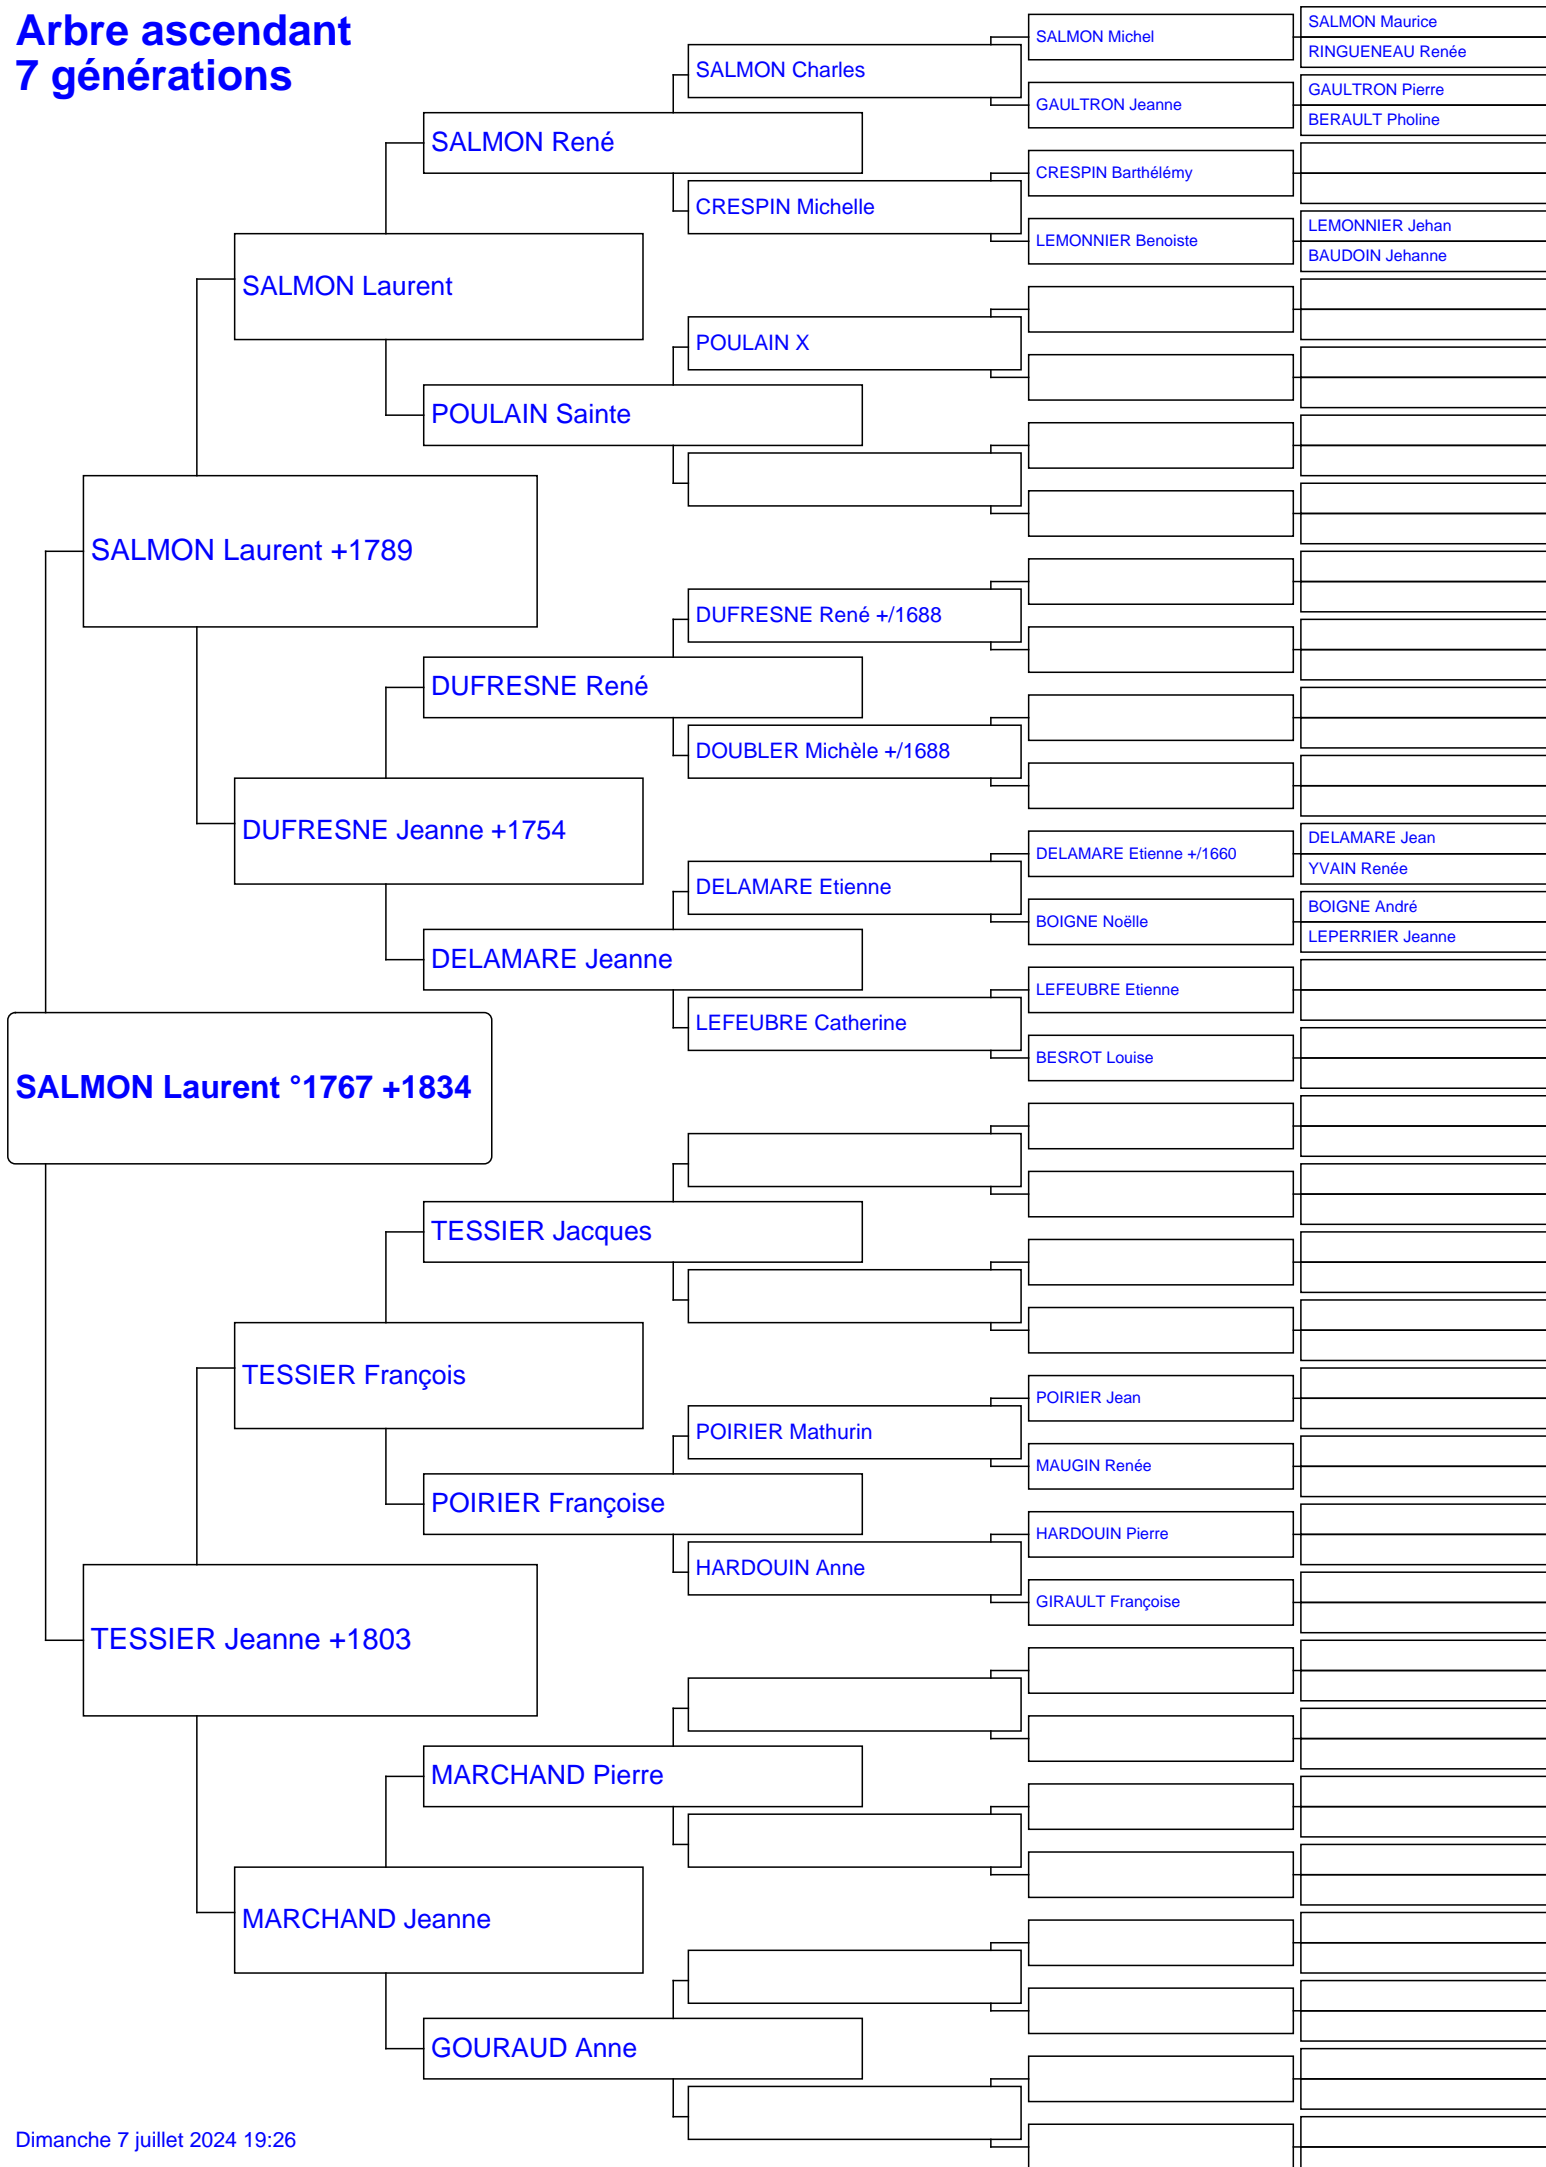 Arbre ascendant
7 générations
SALMON Maurice
SALMON Michel
RINGUENEAU Renée
SALMON Charles
GAULTRON Pierre
GAULTRON Jeanne
BERAULT Pholine
SALMON René
CRESPIN Barthélémy
CRESPIN Michelle
LEMONNIER Jehan
LEMONNIER Benoiste
BAUDOIN Jehanne
SALMON Laurent
POULAIN X
POULAIN Sainte
SALMON Laurent +1789
DUFRESNE René +/1688
DUFRESNE René
DOUBLER Michèle +/1688
DUFRESNE Jeanne +1754
DELAMARE Jean
DELAMARE Etienne +/1660
YVAIN Renée
DELAMARE Etienne
BOIGNE André
BOIGNE Noëlle
LEPERRIER Jeanne
DELAMARE Jeanne
LEFEUBRE Etienne
LEFEUBRE Catherine
BESROT Louise
SALMON Laurent °1767 +1834
TESSIER Jacques
TESSIER François
POIRIER Jean
POIRIER Mathurin
MAUGIN Renée
POIRIER Françoise
HARDOUIN Pierre
HARDOUIN Anne
GIRAULT Françoise
TESSIER Jeanne +1803
MARCHAND Pierre
MARCHAND Jeanne
GOURAUD Anne
Dimanche 7 juillet 2024 19:26